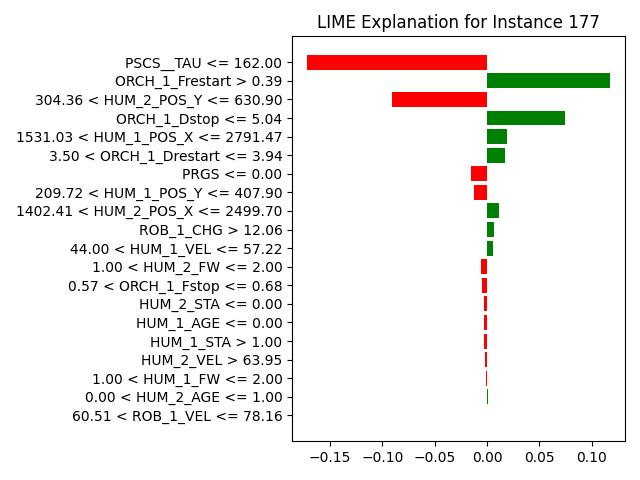 LIME Explanation for Instance 177
PSCS__TAU <= 162.00
ORCH_1_Frestart > 0.39
304.36 < HUM_2_POS_Y <= 630.90
ORCH_1_Dstop <= 5.04
1531.03 < HUM_1_POS_X <= 2791.47
3.50 < ORCH_1_Drestart <= 3.94
PRGS <= 0.00
209.72 < HUM_1_POS_Y <= 407.90
1402.41 < HUM_2_POS_X <= 2499.70
ROB_1_CHG > 12.06
44.00 < HUM_1_VEL <= 57.22
1.00 < HUM_2_FW <= 2.00
0.57 < ORCH_1_Fstop <= 0.68
HUM_2_STA <= 0.00
HUM_1_AGE <= 0.00
HUM_1_STA > 1.00
HUM_2_VEL > 63.95
1.00 < HUM_1_FW <= 2.00
0.00 < HUM_2_AGE <= 1.00
60.51 < ROB_1_VEL <= 78.16
−0.15 −0.10 −0.05 0.00 0.05 0.10